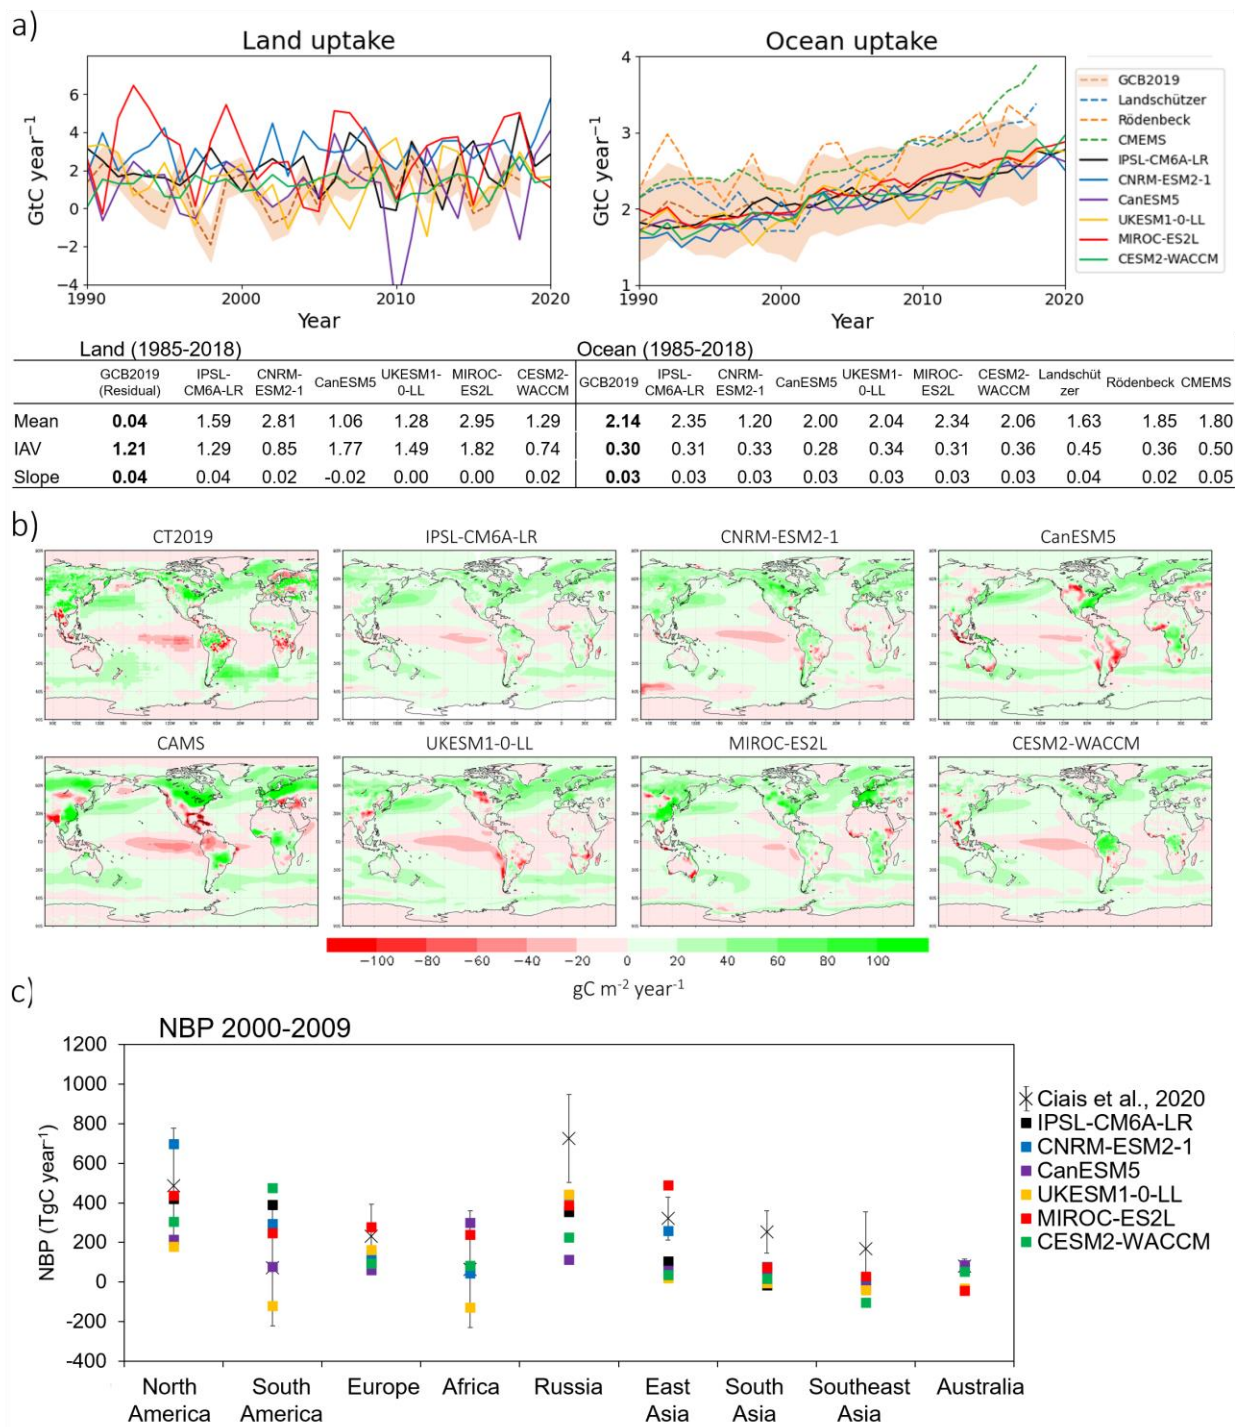 a)
Land uptake
Ocean uptake
GtC year⁻¹
6
4
2
0
−2
−4
1990
2000
2010
2020
Year
GtC year⁻¹
4
3
2
1
1990
2000
2010
2020
Year
GCB2019
Landschützer
Rödenbeck
CMEMS
IPSL-CM6A-LR
CNRM-ESM2-1
CanESM5
UKESM1-0-LL
MIROC-ES2L
CESM2-WACCM
Land (1985-2018) Ocean (1985-2018)
GCB2019 (Residual) IPSL-CM6A-LR CNRM-ESM2-1 CanESM5 UKESM1-0-LL MIROC-ES2L CESM2-WACCM GCB2019 IPSL-CM6A-LR CNRM-ESM2-1 CanESM5 UKESM1-0-LL MIROC-ES2L CESM2-WACCM Landschützer Rödenbeck CMEMS
Mean 0.04 1.59 2.81 1.06 1.28 2.95 1.29 2.14 2.35 1.20 2.00 2.04 2.34 2.06 1.63 1.85 1.80
IAV 1.21 1.29 0.85 1.77 1.49 1.82 0.74 0.30 0.31 0.33 0.28 0.34 0.31 0.36 0.45 0.36 0.50
Slope 0.04 0.04 0.02 -0.02 0.00 0.00 0.02 0.03 0.03 0.03 0.03 0.03 0.03 0.03 0.04 0.02 0.05
b)
CT2019 IPSL-CM6A-LR CNRM-ESM2-1 CanESM5
CAMS UKESM1-0-LL MIROC-ES2L CESM2-WACCM
−100 −80 −60 −40 −20 0 20 40 60 80 100
gC m⁻² year⁻¹
c)
NBP 2000-2009
NBP (TgC year⁻¹)
1200
1000
800
600
400
200
0
-200
-400
North America
South America
Europe
Africa
Russia
East Asia
South Asia
Southeast Asia
Australia
Ciais et al., 2020
IPSL-CM6A-LR
CNRM-ESM2-1
CanESM5
UKESM1-0-LL
MIROC-ES2L
CESM2-WACCM